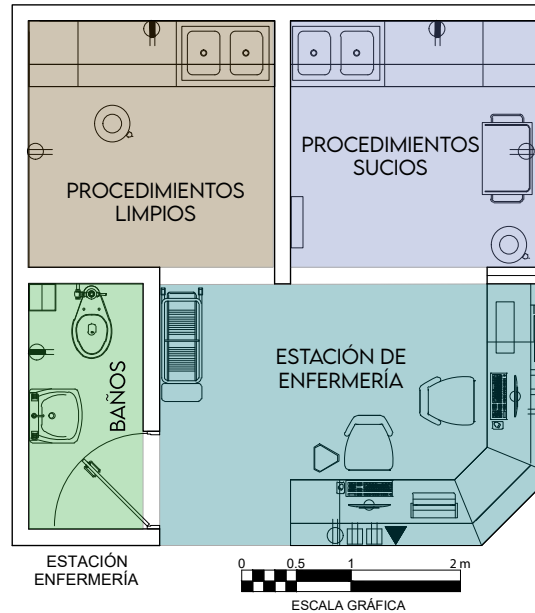 PROCEDIMIENTOS
LIMPIOS
PROCEDIMIENTOS
SUCIOS
ESTACIÓN DE
ENFERMERÍA
BAÑOS
ESTACIÓN
ENFERMERÍA
0 0.5 1 2 m
ESCALA GRÁFICA